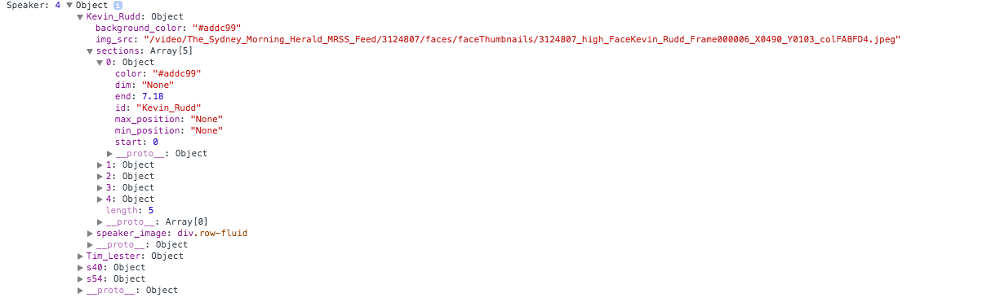 Speaker: 4 ▼Object i
▼Kevin_Rudd: Object
background_color: "#addc99"
img_src: "/video/The_Sydney_Morning_Herald_MRSS_Feed/3124807/faces/faceThumbnails/3124807_high_FaceKevin_Rudd_Frame000006_X0490_Y0103_colFABFD4.jpeg"
▼sections: Array[5]
▼0: Object
color: "#addc99"
dim: "None"
end: 7.18
id: "Kevin_Rudd"
max_position: "None"
min_position: "None"
start: 0
▶__proto__: Object
▶1: Object
▶2: Object
▶3: Object
▶4: Object
length: 5
▶__proto__: Array[0]
▶speaker_image: div.row-fluid
▶__proto__: Object
▶Tim_Lester: Object
▶s40: Object
▶s54: Object
▶__proto__: Object